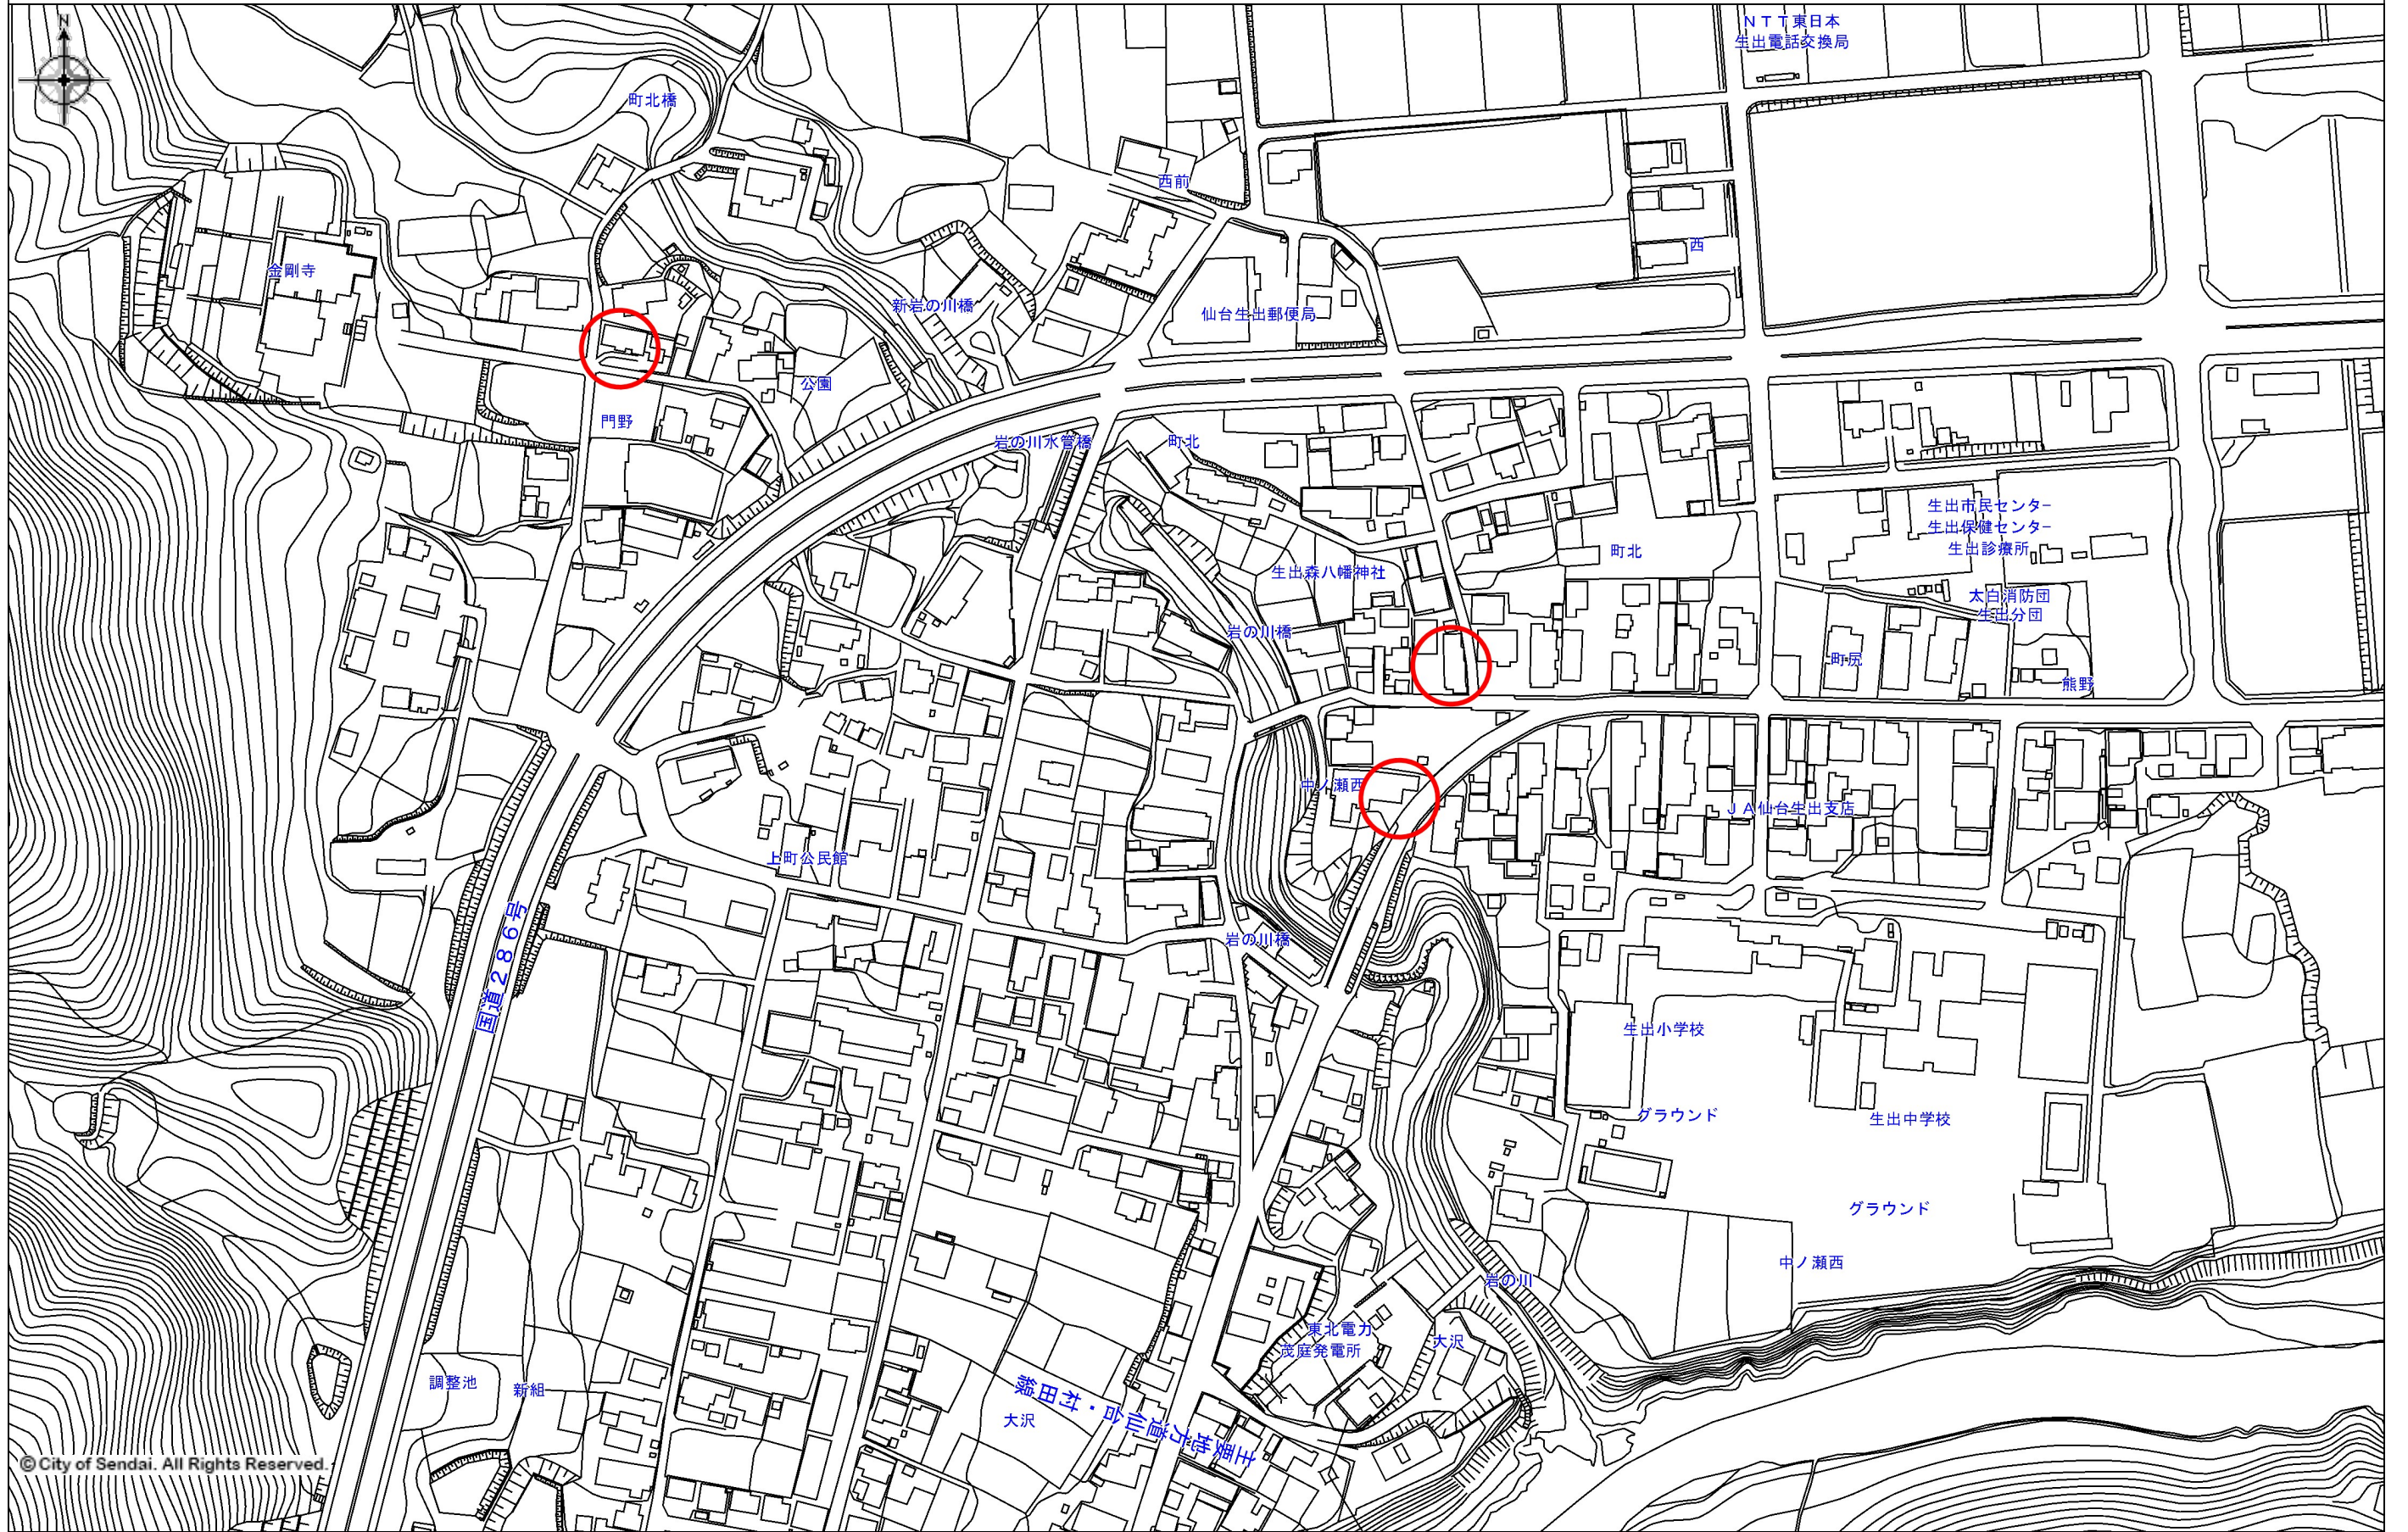 N
NTT東日本
生出電話交換局
町北橋
西前
西
金剛寺
新岩の川橋
仙台生出郵便局
公園
門野
岩の川水管橋
町北
生出市民センター
生出保健センター
生出診療所
町北
生出森八幡神社
太白消防団
生出分団
岩の川橋
町尻
熊野
中ノ瀬西
JA仙台生出支店
上町公民館
国道286号
岩の川橋
生出小学校
グラウンド
生出中学校
グラウンド
中ノ瀬西
岩の川
東北電力
茂庭発電所
大沢
調整池
新組
大沢
主要地方道仙台・村田線
©City of Sendai. All Rights Reserved.